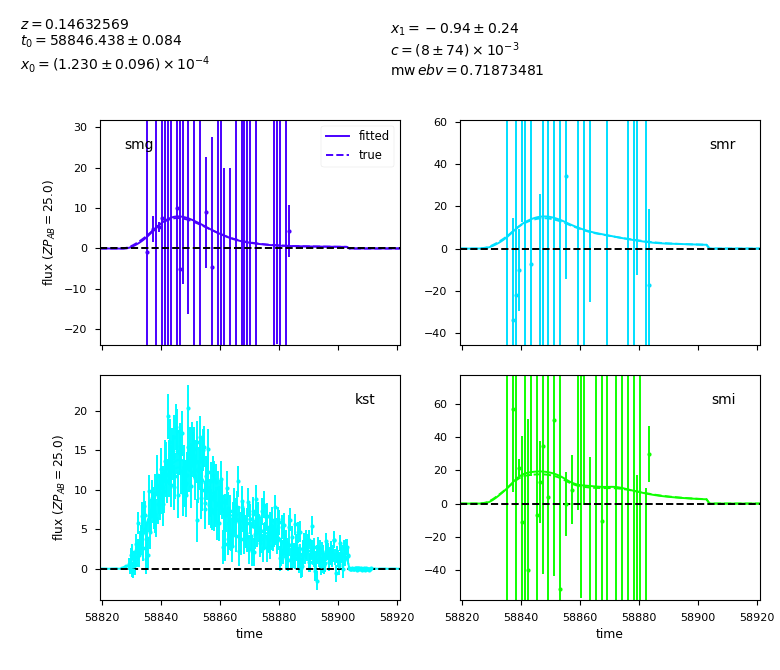 z = 0.14632569
t₀ = 58846.438 ± 0.084
x₀ = (1.230 ± 0.096) × 10⁻⁴
x₁ = −0.94 ± 0.24
c = (8 ± 74) × 10⁻³
mw ebv = 0.71873481
smg
fitted
true
30
20
10
0
−10
−20
flux (ZP_AB = 25.0)
smr
60
40
20
0
−20
−40
kst
20
15
10
5
0
flux (ZP_AB = 25.0)
58820 58840 58860 58880 58900 58920
time
smi
60
40
20
0
−20
−40
58820 58840 58860 58880 58900 58920
time